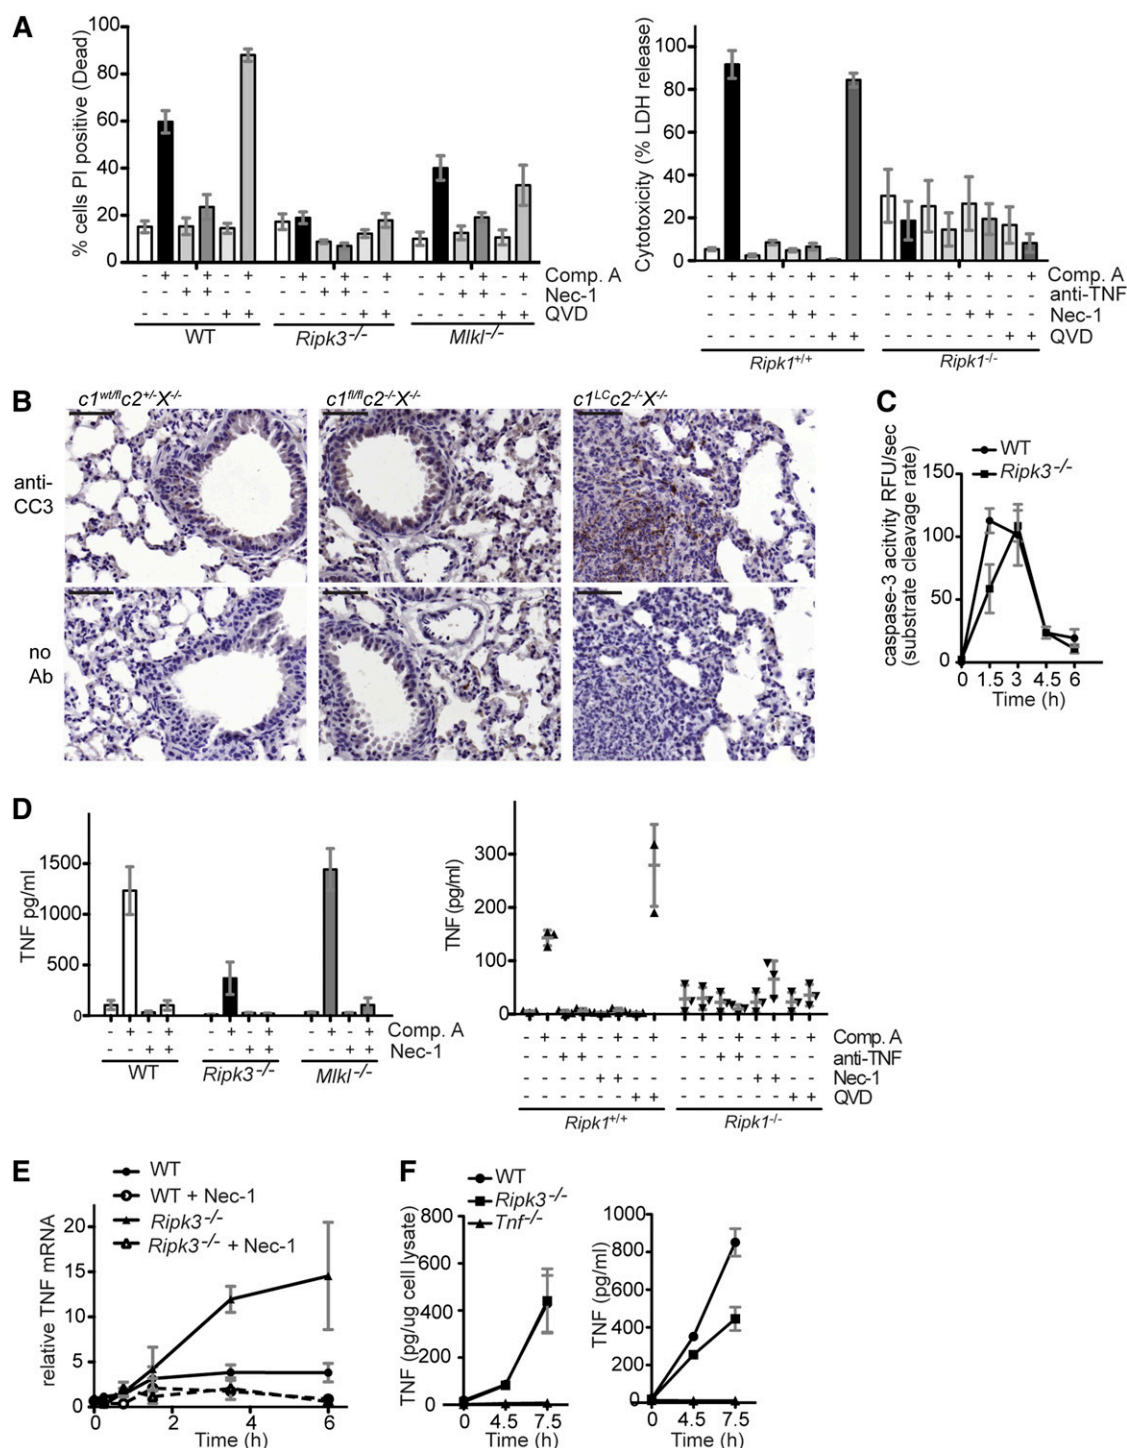 A
% cells PI positive (Dead)
100
80
60
40
20
0
- + - + - + - + - + - + - + - + - + Comp. A
- - + + - - - - + + - - - - + + - - Nec-1
- - - - + + - - - - + + - - - - + + QVD
WT Ripk3-/- Mlkl-/-
Cytotoxicity (% LDH release)
100
80
60
40
20
0
- + - + - + - + - + - + - + - + Comp. A
- - + + - - - - - - + + - - - - anti-TNF
- - - - + + - - - - - - + + - - Nec-1
- - - - - - + + - - - - - - + + QVD
Ripk1+/+ Ripk1-/-
B
c1wt/flc2+/-X-/- c1fl/flc2-/-X-/- c1LCc2-/-X-/-
anti-
CC3
no
Ab
C
WT
Ripk3-/-
caspase-3 acitvity RFU/sec
(substrate cleavage rate)
150
100
50
0
0 1.5 3 4.5 6
Time (h)
D
TNF pg/ml
1500
1000
500
0
- + - + - + - + - + - + Comp. A
- - + + - - + + - - + + Nec-1
WT Ripk3-/- Mlkl-/-
TNF (pg/ml)
300
200
100
0
- + - + - + - + - + - + - + - + Comp. A
- - + + - - - - - - + + - - - - anti-TNF
- - - - + + - - - - - - + + - - Nec-1
- - - - - - + + - - - - - - + + QVD
Ripk1+/+ Ripk1-/-
E
WT
WT + Nec-1
Ripk3-/-
Ripk3-/- + Nec-1
relative TNF mRNA
20
15
10
5
0
0 2 4 6
Time (h)
F
WT
Ripk3-/-
Tnf-/-
TNF (pg/ug cell lysate)
800
600
400
200
0
0 4.5 7.5
Time (h)
TNF (pg/ml)
1000
800
600
400
200
0
0 4.5 7.5
Time (h)